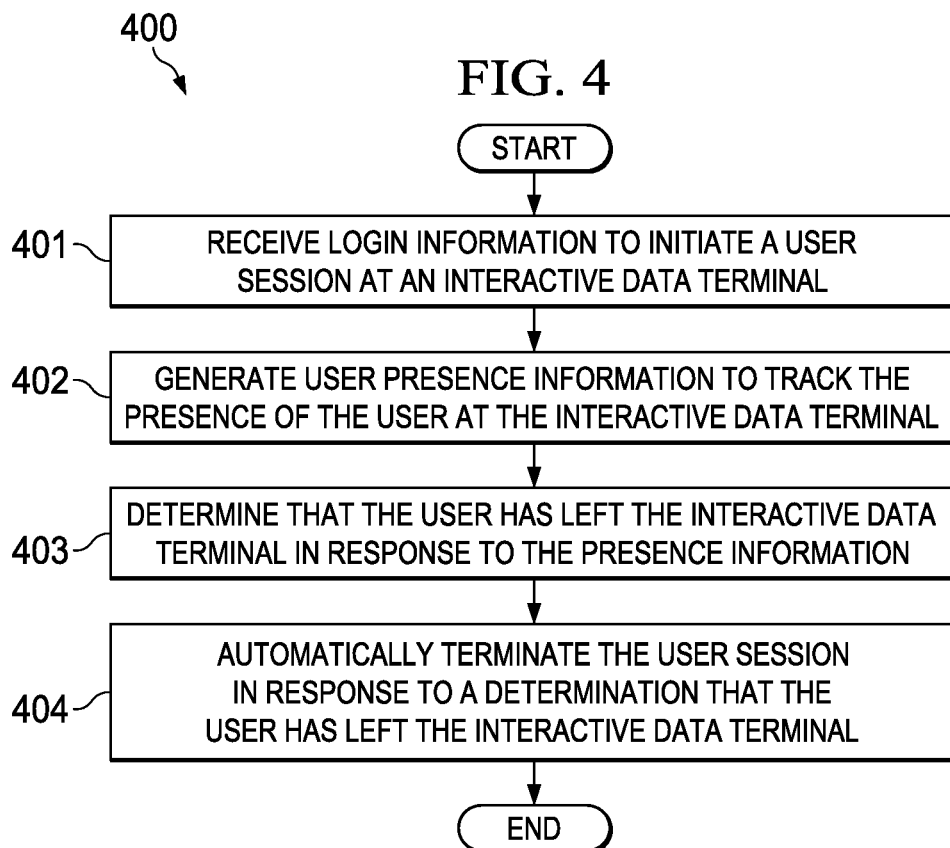 400
FIG. 4
START
401
RECEIVE LOGIN INFORMATION TO INITIATE A USER
SESSION AT AN INTERACTIVE DATA TERMINAL
402
GENERATE USER PRESENCE INFORMATION TO TRACK THE
PRESENCE OF THE USER AT THE INTERACTIVE DATA TERMINAL
403
DETERMINE THAT THE USER HAS LEFT THE INTERACTIVE DATA
TERMINAL IN RESPONSE TO THE PRESENCE INFORMATION
404
AUTOMATICALLY TERMINATE THE USER SESSION
IN RESPONSE TO A DETERMINATION THAT THE
USER HAS LEFT THE INTERACTIVE DATA TERMINAL
END